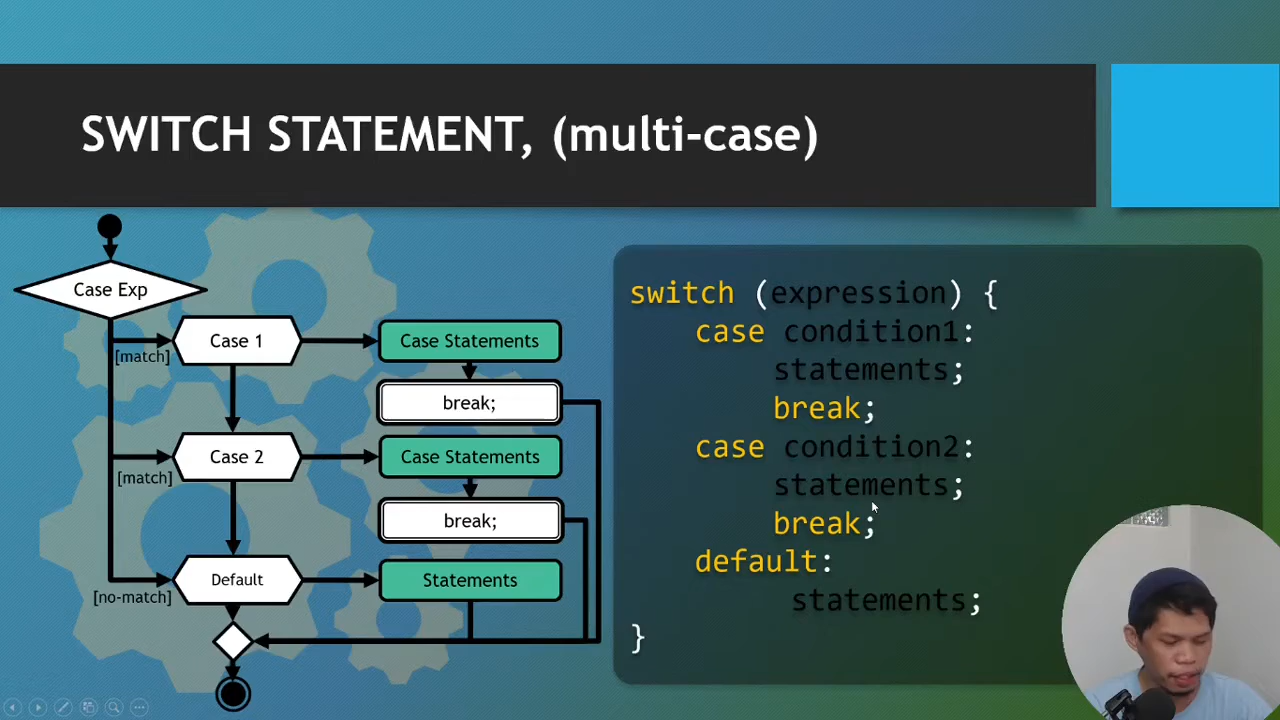 SWITCH STATEMENT, (multi-case)
Case Exp
Case 1
[match]
Case Statements
break;
Case 2
[match]
Case Statements
break;
Default
[no-match]
Statements
switch (expression) {
case condition1:
statements;
break;
case condition2:
statements;
break;
default:
statements;
}